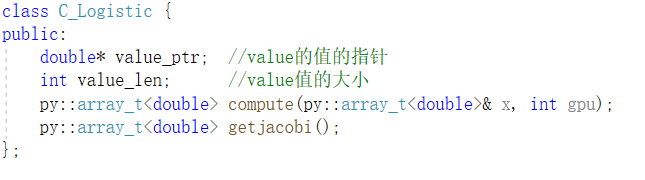 class C_Logistic {
public:
    double* value_ptr;  //value的值的指针
    int value_len;      //value值的大小
    py::array_t<double> compute(py::array_t<double>& x, int gpu);
    py::array_t<double> getjacobi();
};